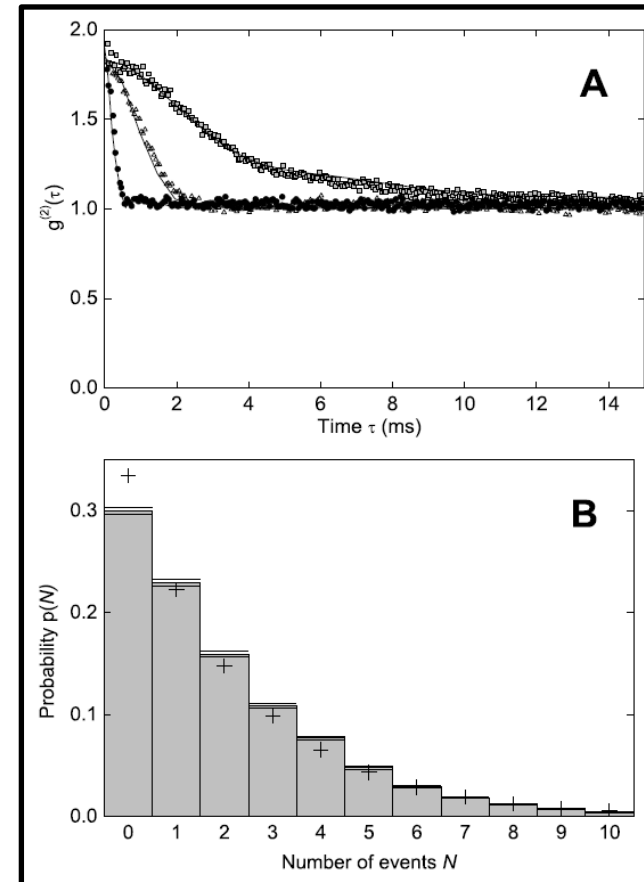 A
2.0
1.5
1.0
0.5
0.0
g(2)(τ)
0 2 4 6 8 10 12 14
Time τ (ms)
B
0.3
0.2
0.1
0.0
Probability p(N)
0 1 2 3 4 5 6 7 8 9 10
Number of events N